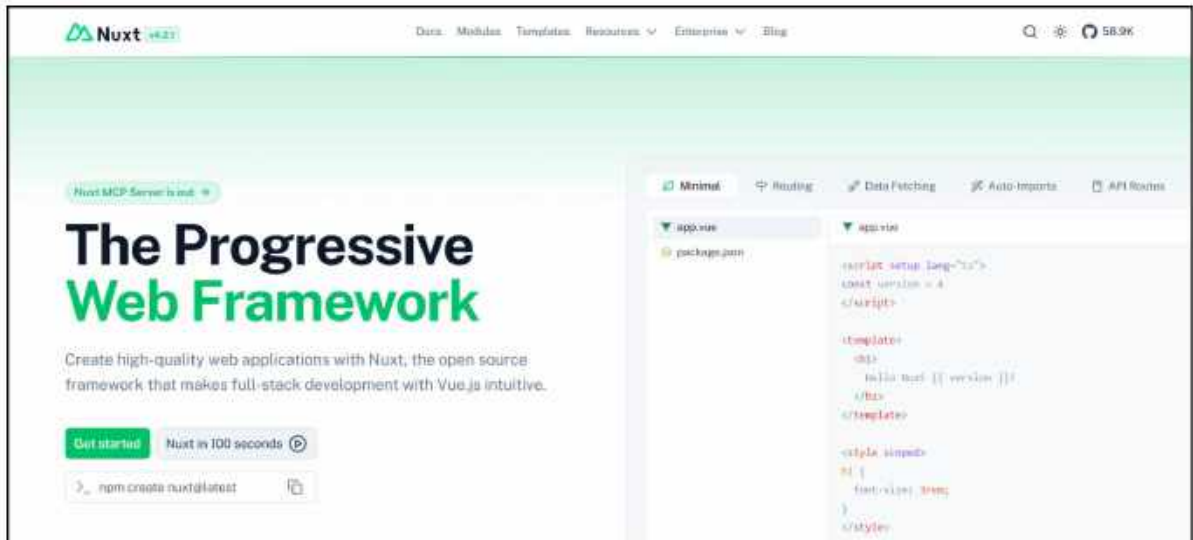 Nuxt v4.2.1
Docs Modules Templates Resources Enterprise Blog
58.9K
Nuxt MCP Server is out
The Progressive
Web Framework
Create high-quality web applications with Nuxt, the open source
framework that makes full-stack development with Vue.js intuitive.
Get started Nuxt in 100 seconds
>_ npm create nuxt@latest
Minimal Routing Data Fetching Auto-Imports API Routes
app.vue
package.json
app.vue
<script setup lang="ts">
const version = 4
</script>
<template>
<h1>
Hello Nuxt {{ version }}!
</h1>
</template>
<style scoped>
h1 {
font-size: 3rem;
}
</style>